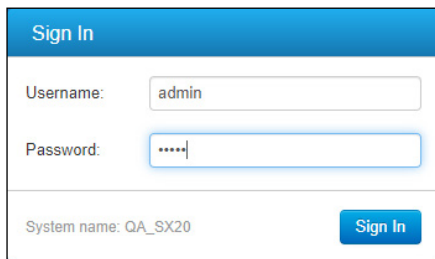 Sign In
Username: admin
Password: •••••
System name: QA_SX20 Sign In